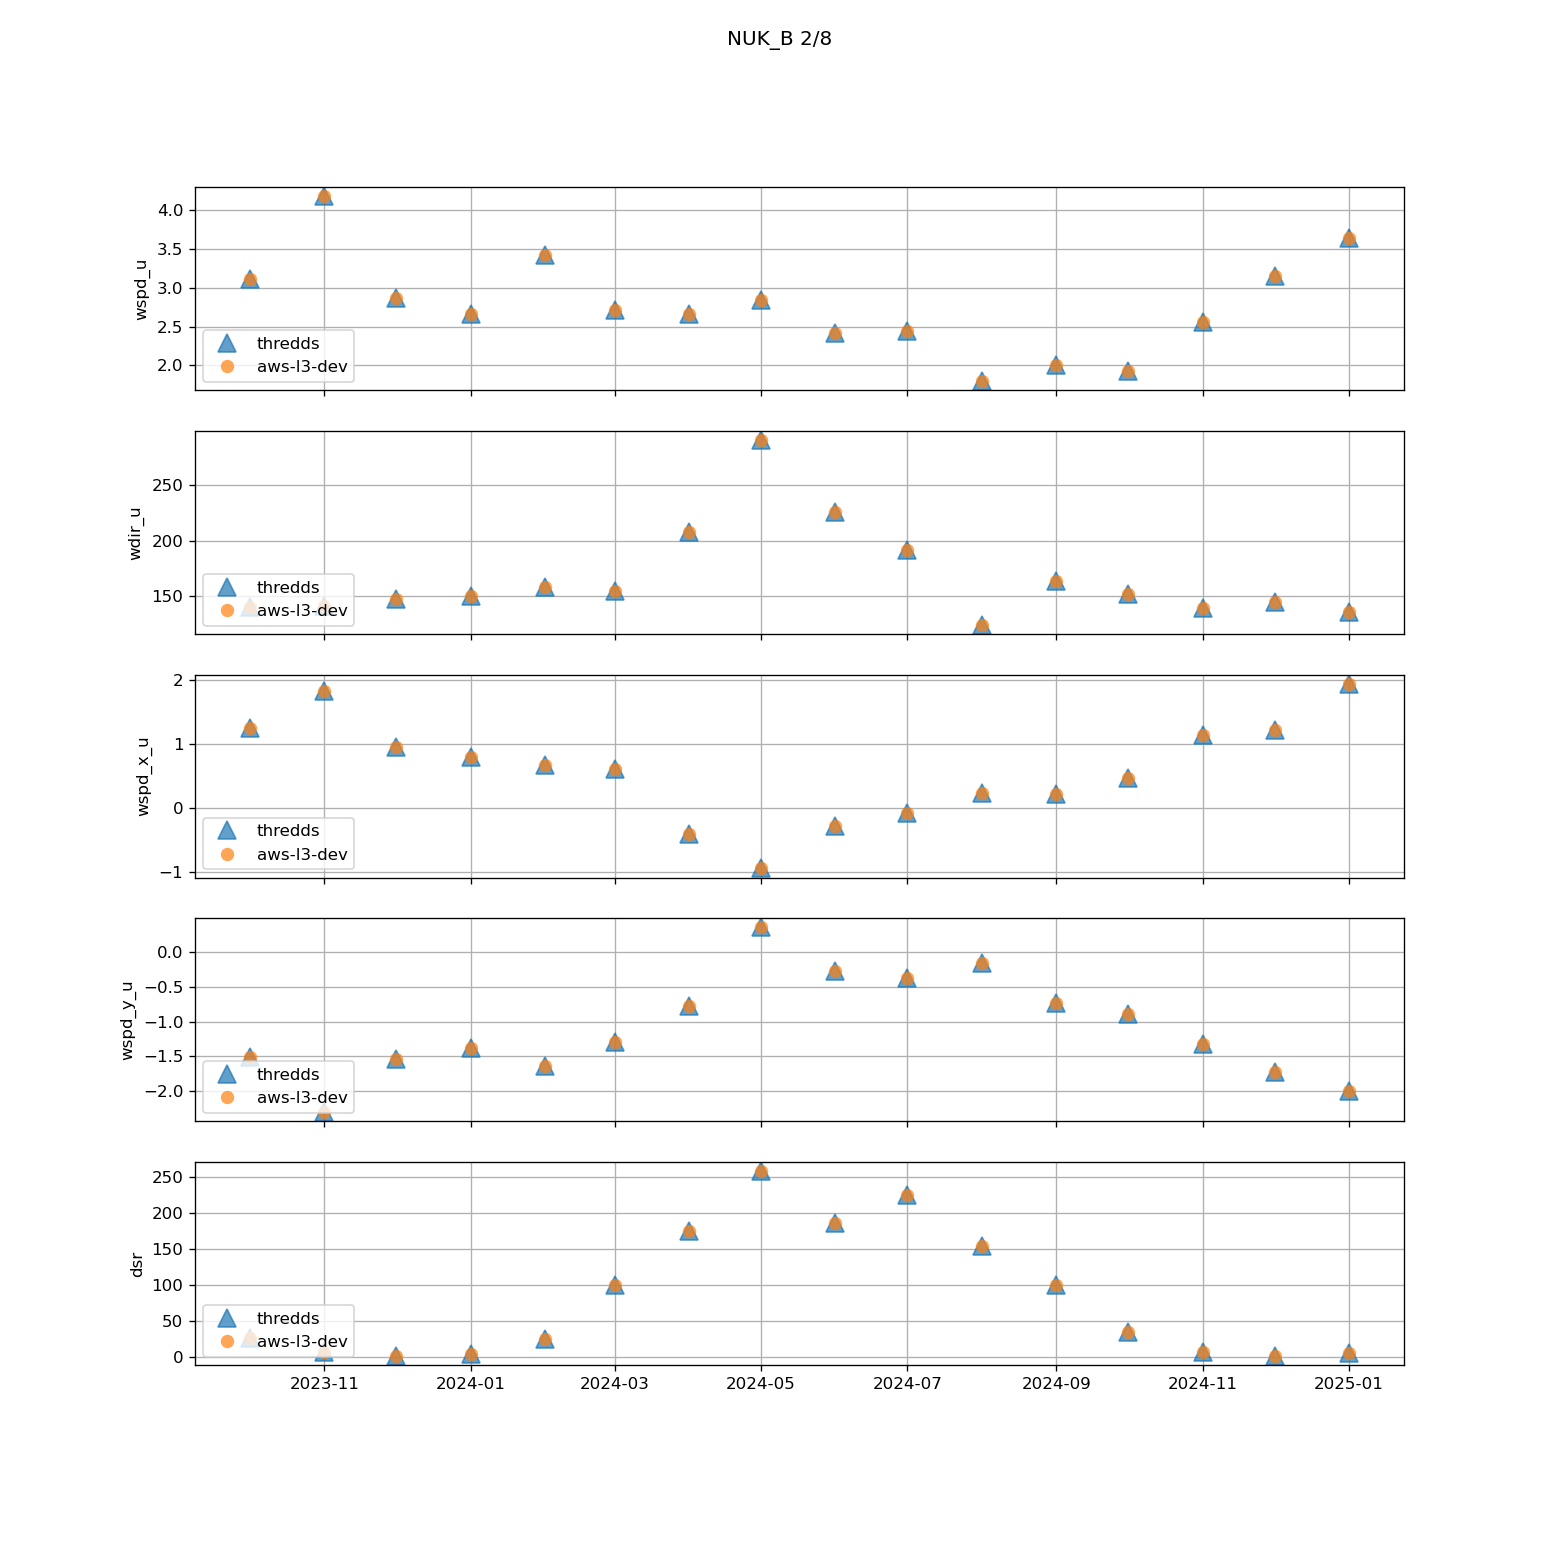 NUK_B 2/8
4.0
3.5
3.0
2.5
2.0
wspd_u
thredds
aws-l3-dev
250
200
150
wdir_u
thredds
aws-l3-dev
2
1
0
−1
wspd_x_u
thredds
aws-l3-dev
0.0
−0.5
−1.0
−1.5
−2.0
wspd_y_u
thredds
aws-l3-dev
250
200
150
100
50
0
dsr
thredds
aws-l3-dev
2023-11 2024-01 2024-03 2024-05 2024-07 2024-09 2024-11 2025-01